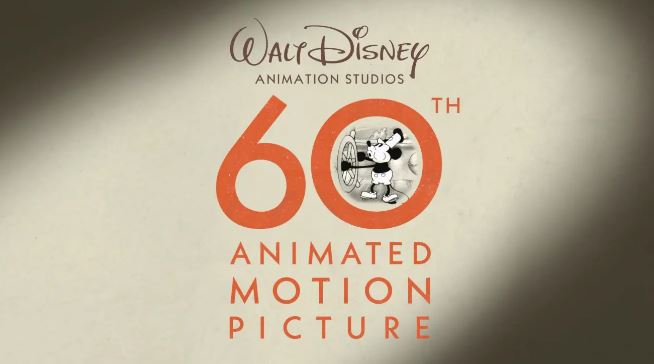 WALT DISNEY
ANIMATION STUDIOS
60TH
ANIMATED
MOTION
PICTURE